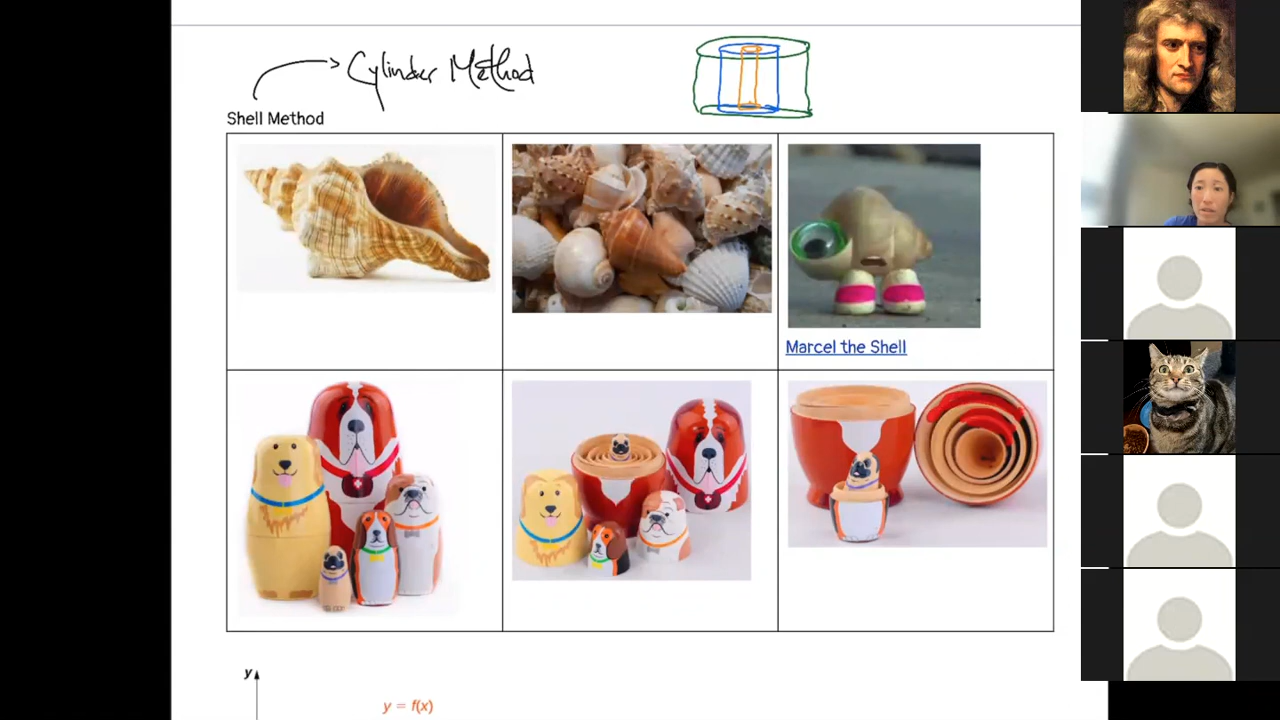 Cylinder Method
Shell Method
Marcel the Shell
y
y = f(x)